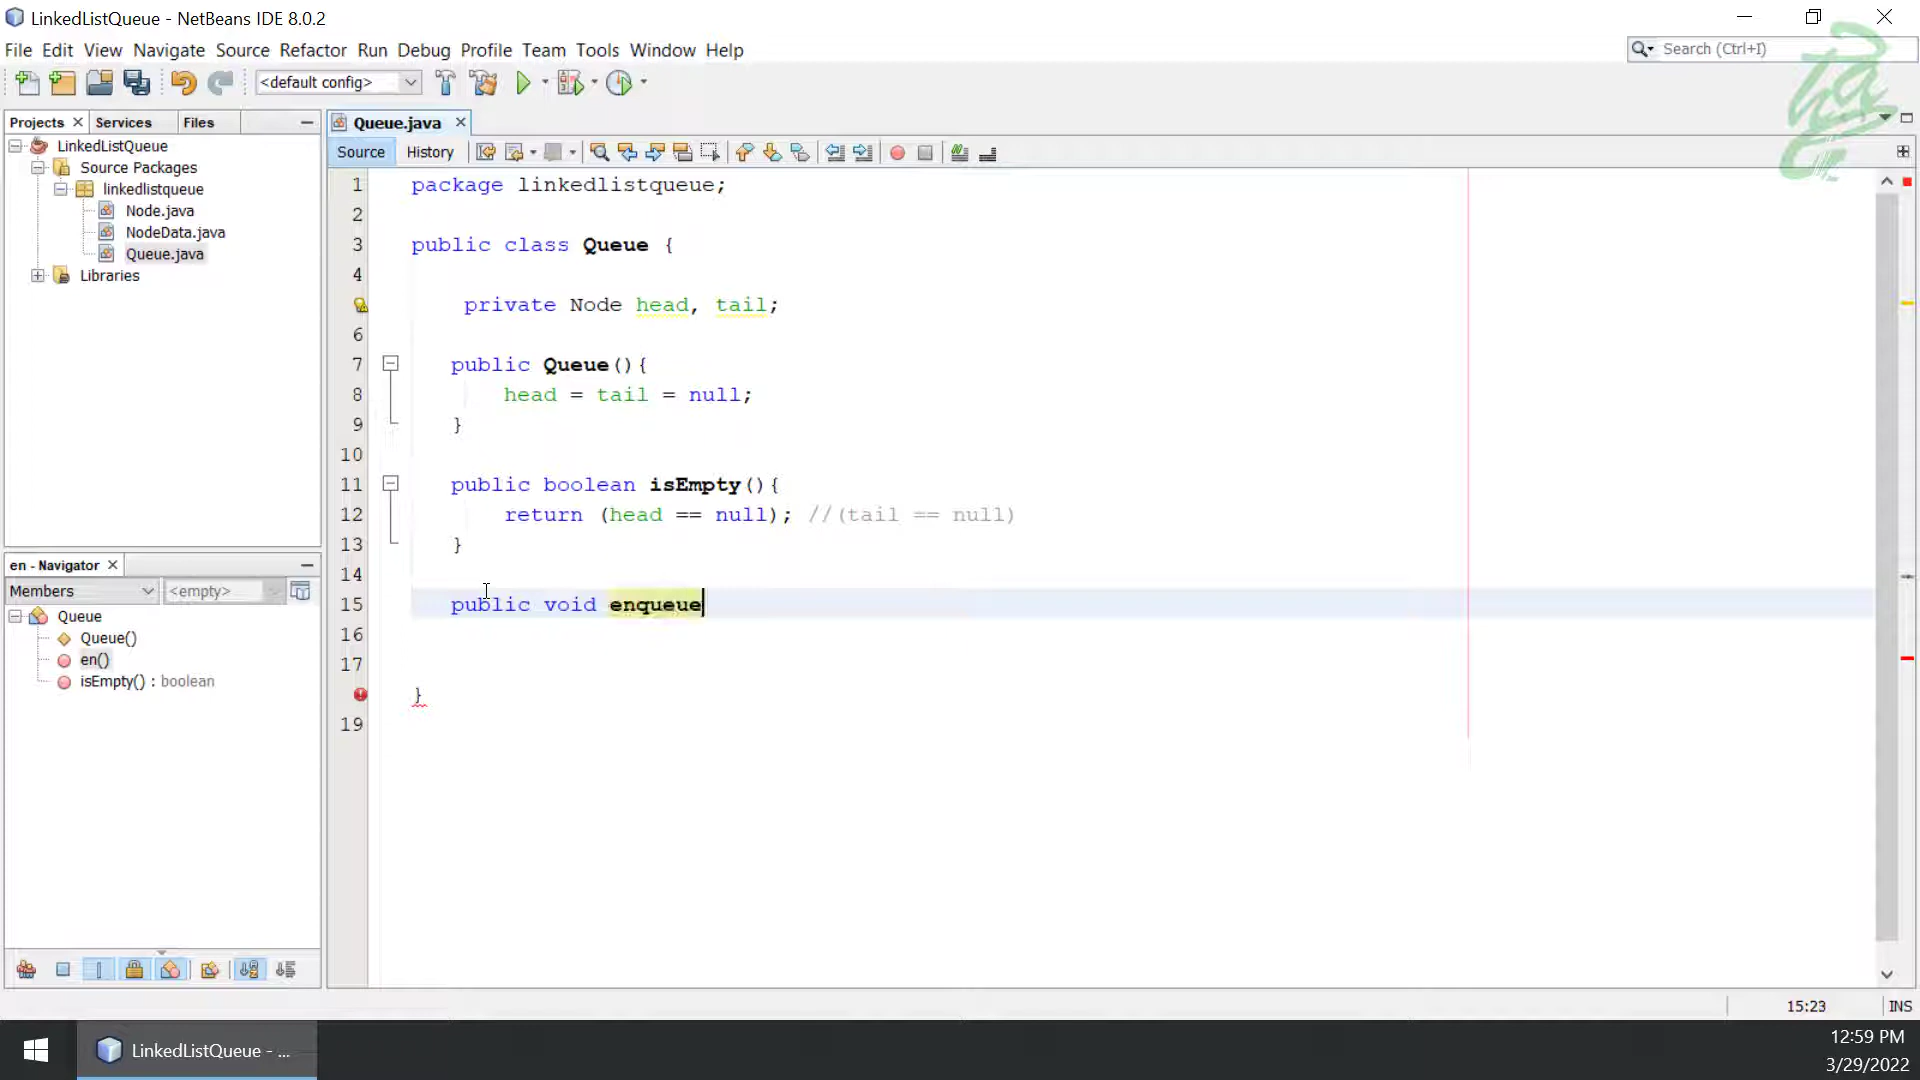 LinkedListQueue - NetBeans IDE 8.0.2
File Edit View Navigate Source Refactor Run Debug Profile Team Tools Window Help
Search (Ctrl+I)
<default config>
Projects Services Files
Queue.java
Source History
LinkedListQueue
Source Packages
linkedlistqueue
Node.java
NodeData.java
Queue.java
Libraries
1 package linkedlistqueue;
2
3 public class Queue {
4
private Node head, tail;
6
7 public Queue(){
8 head = tail = null;
9 }
10
11 public boolean isEmpty(){
12 return (head == null); //(tail == null)
13 }
14
15 public void enqueue
16
17
}
19
en - Navigator
Members <empty>
Queue
Queue()
en()
isEmpty() : boolean
15:23 INS
LinkedListQueue - ...
12:59 PM
3/29/2022